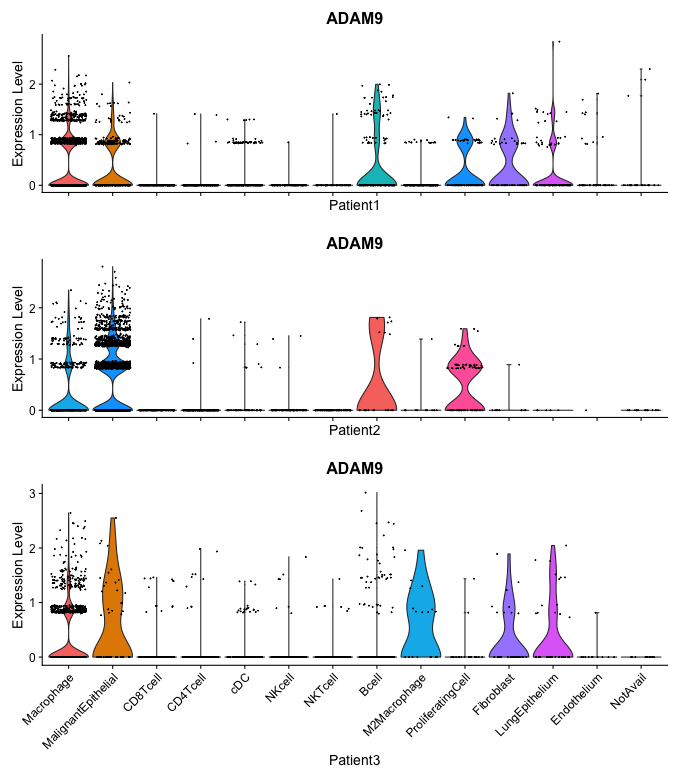 ADAM9
Expression Level
2
1
0
Patient1
ADAM9
Expression Level
2
1
0
Patient2
ADAM9
Expression Level
3
2
1
0
Macrophage
MalignantEpithelial
CD8Tcell
CD4Tcell
cDC
NKcell
NKTcell
Bcell
M2Macrophage
ProliferatingCell
Fibroblast
LungEpithelium
Endothelium
NotAvail
Patient3